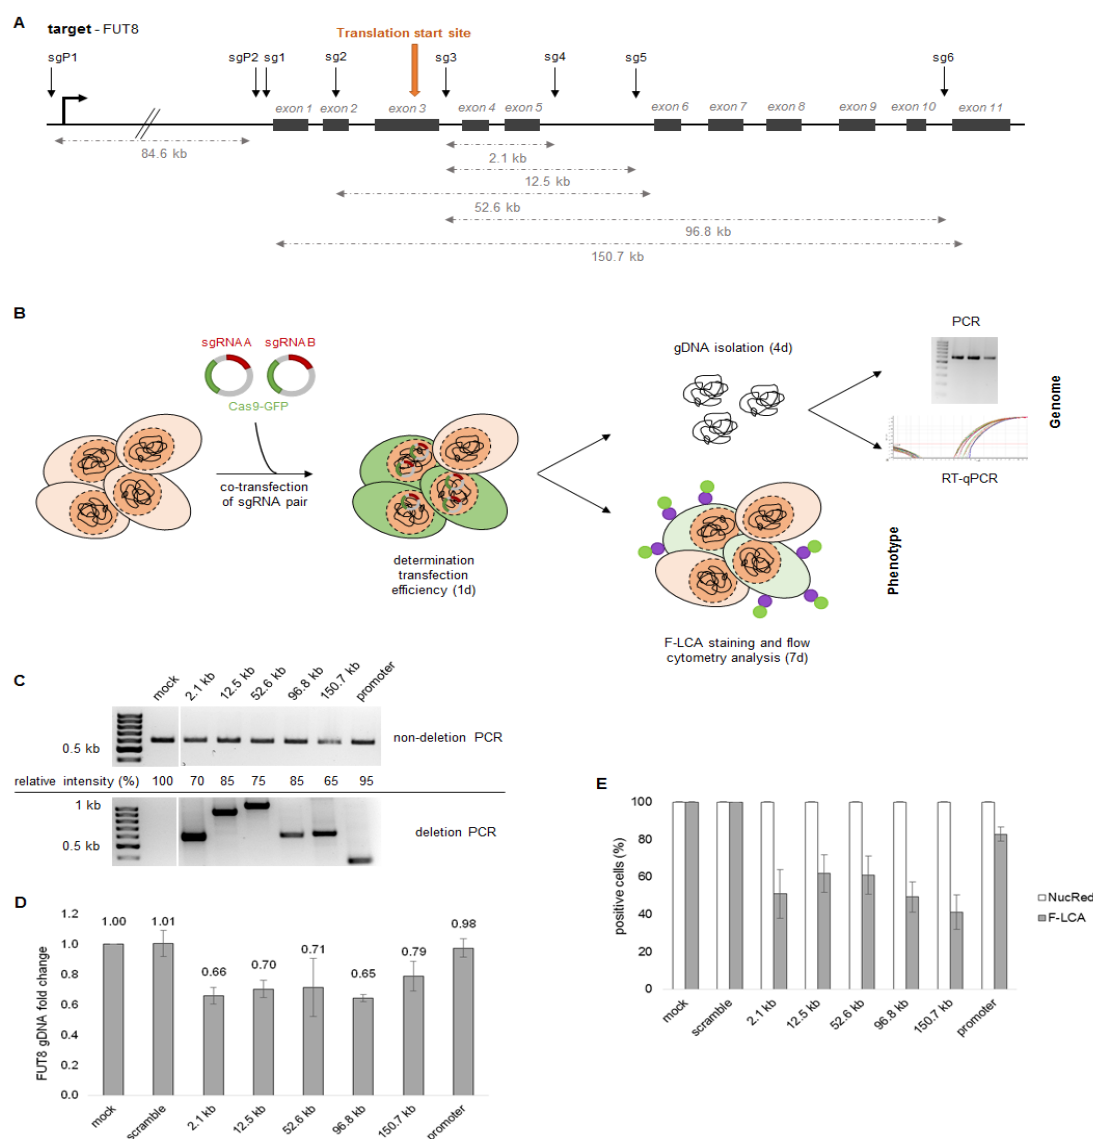 A
target - FUT8
Translation start site
sgP1
sgP2
sg1
sg2
sg3
sg4
sg5
sg6
exon 1
exon 2
exon 3
exon 4
exon 5
exon 6
exon 7
exon 8
exon 9
exon 10
exon 11
84.6 kb
2.1 kb
12.5 kb
52.6 kb
96.8 kb
150.7 kb
B
sgRNA A
sgRNA B
Cas9-GFP
co-transfection
of sgRNA pair
determination
transfection
efficiency (1d)
gDNA isolation (4d)
PCR
RT-qPCR
Genome
F-LCA staining and flow
cytometry analysis (7d)
Phenotype
C
mock
2.1 kb
12.5 kb
52.6 kb
96.8 kb
150.7 kb
promoter
0.5 kb
non-deletion PCR
relative intensity (%) 100 70 85 75 85 65 95
1 kb
0.5 kb
deletion PCR
D
FUT8 gDNA fold change
1.2
1.0
0.8
0.6
0.4
0.2
0.0
1.00
1.01
0.66
0.70
0.71
0.65
0.79
0.98
mock
scramble
2.1 kb
12.5 kb
52.6 kb
96.8 kb
150.7 kb
promoter
E
positive cells (%)
100
80
60
40
20
0
mock
scramble
2.1 kb
12.5 kb
52.6 kb
96.8 kb
150.7 kb
promoter
NucRed
F-LCA